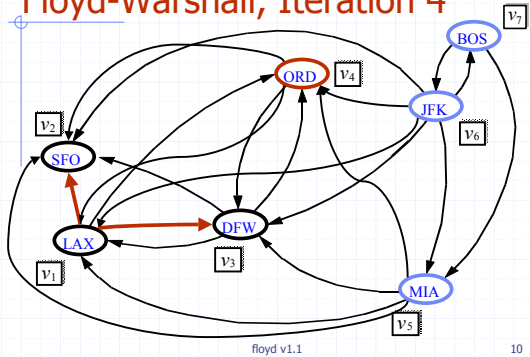 Floyd-Warshall, Iteration 4
v7
BOS
ORD
v4
JFK
v2
v6
SFO
DFW
LAX
v3
v1
MIA
v5
floyd v1.1
10